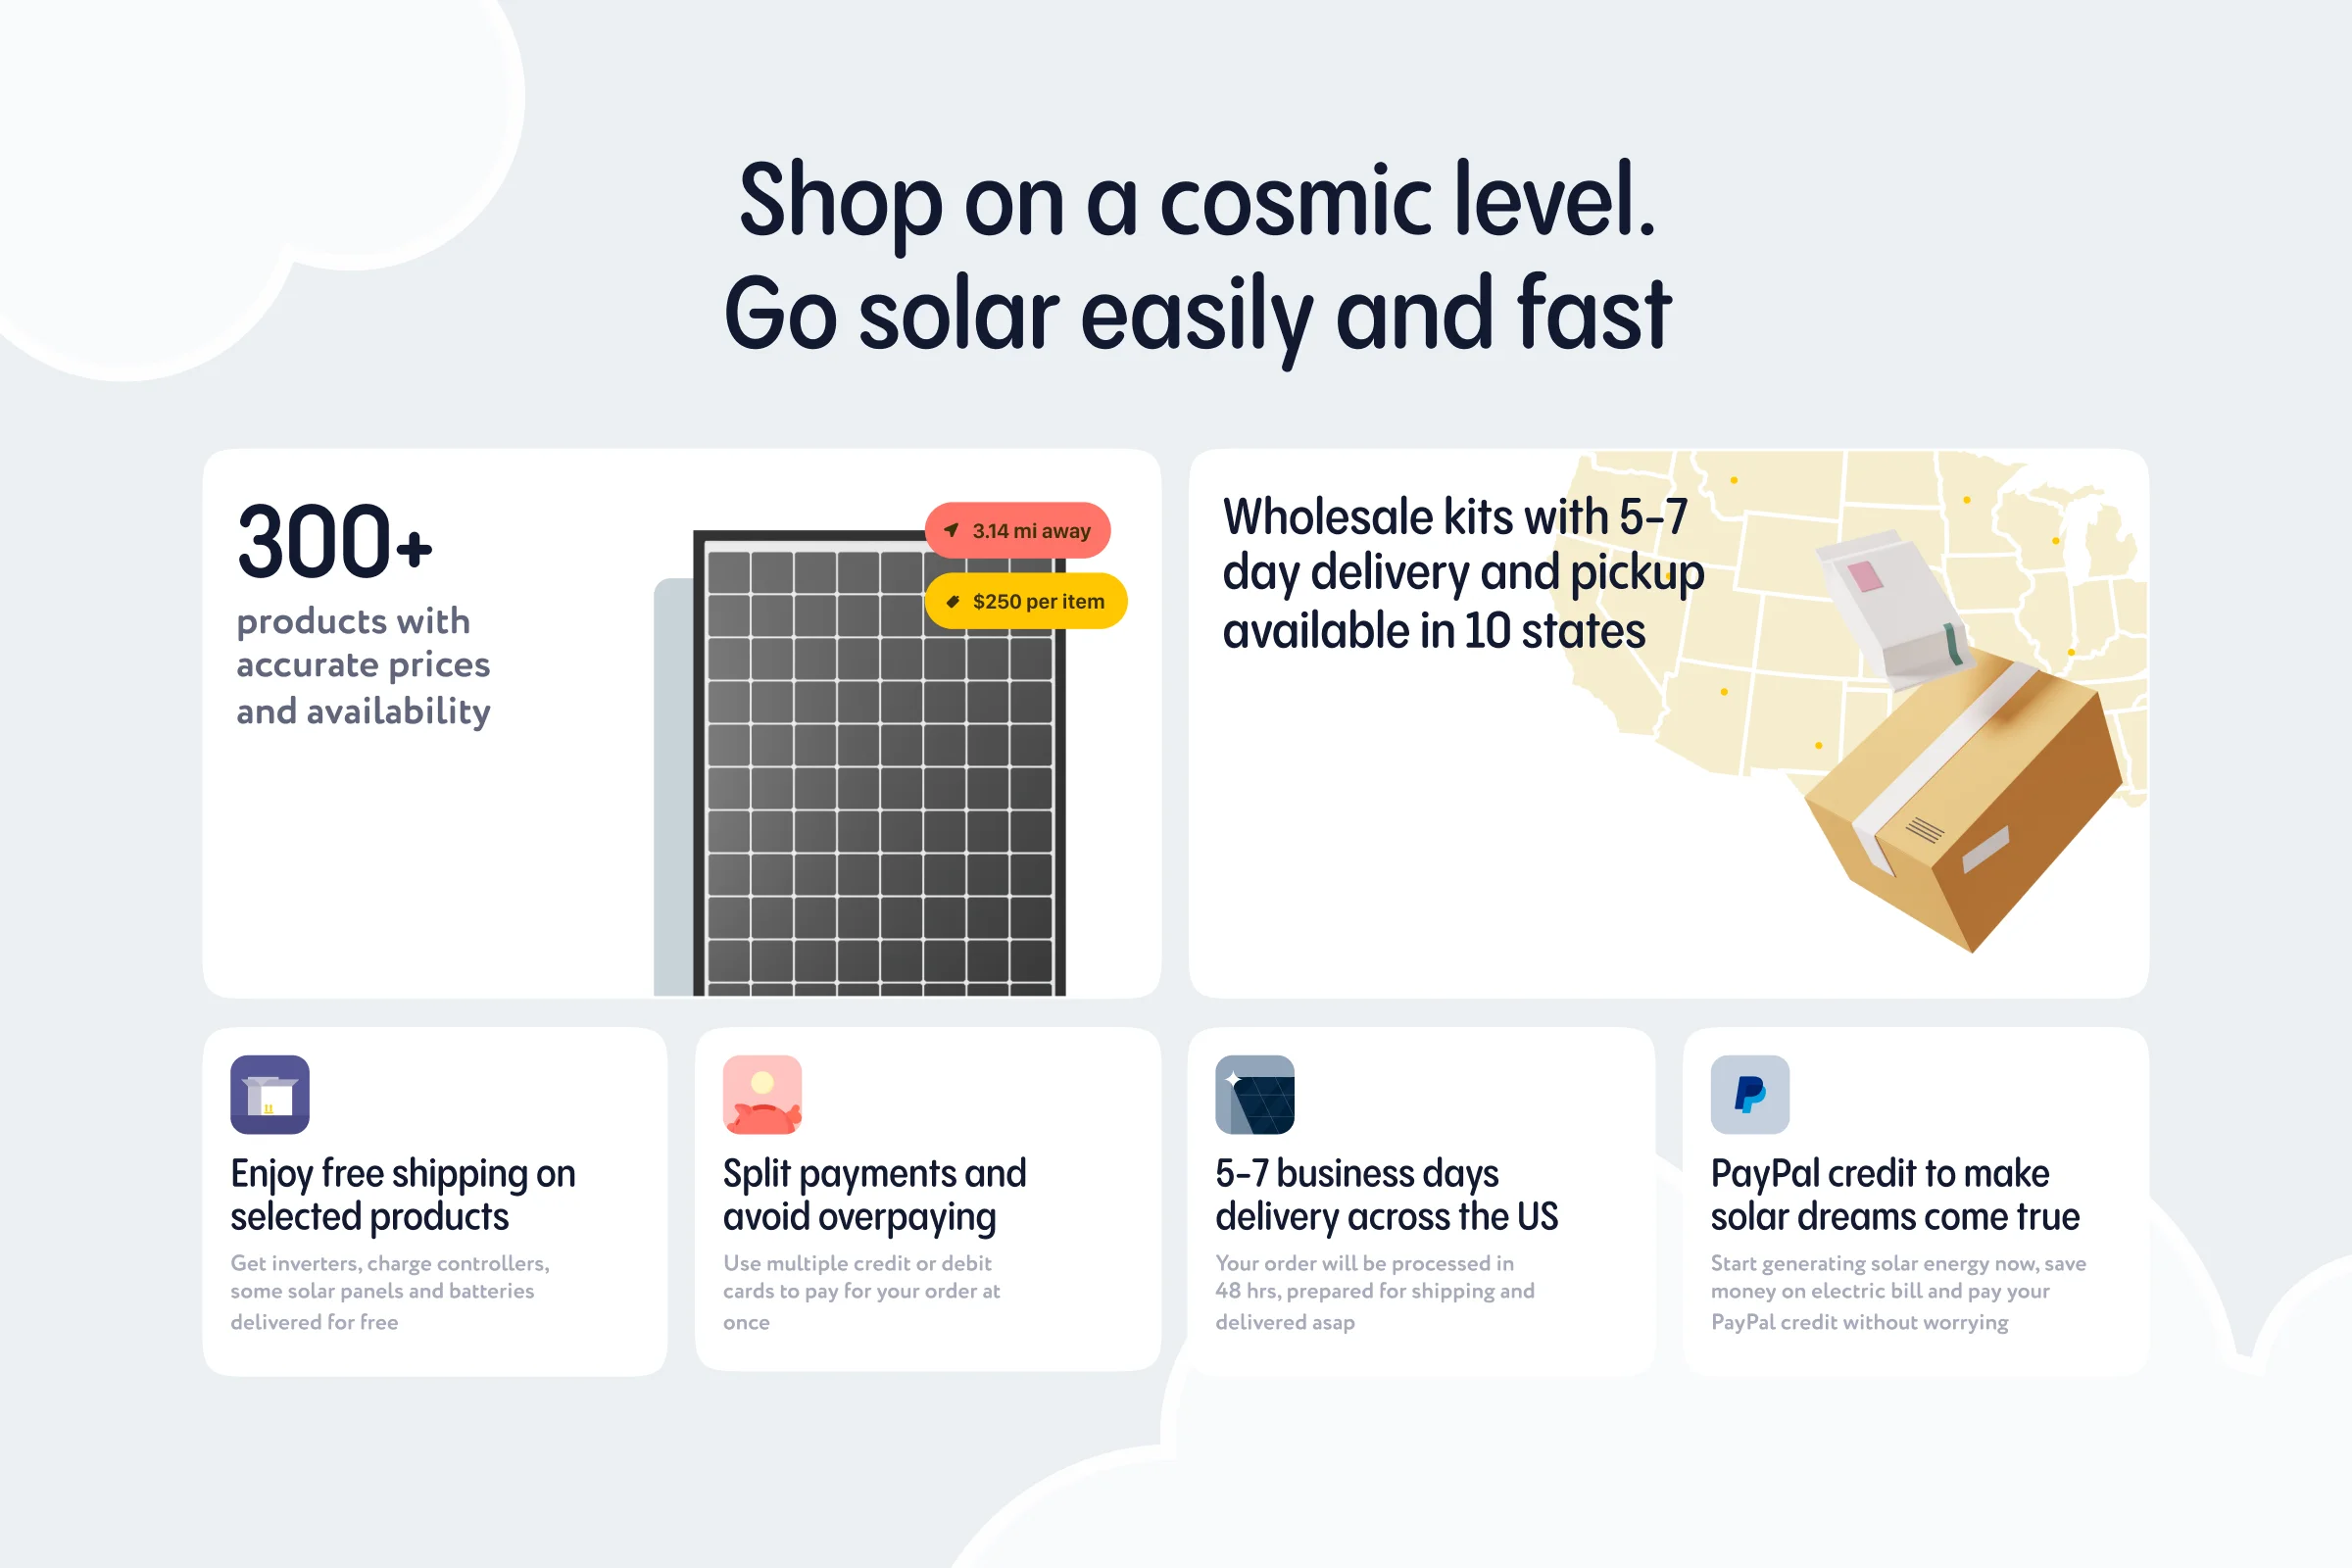 Shop on a cosmic level.
Go solar easily and fast
300+
products with
accurate prices
and availability
3.14 mi away
$250 per item
Wholesale kits with 5-7
day delivery and pickup
available in 10 states
Enjoy free shipping on
selected products
Get inverters, charge controllers,
some solar panels and batteries
delivered for free
Split payments and
avoid overpaying
Use multiple credit or debit
cards to pay for your order at
once
5-7 business days
delivery across the US
Your order will be processed in
48 hrs, prepared for shipping and
delivered asap
PayPal credit to make
solar dreams come true
Start generating solar energy now, save
money on electric bill and pay your
PayPal credit without worrying